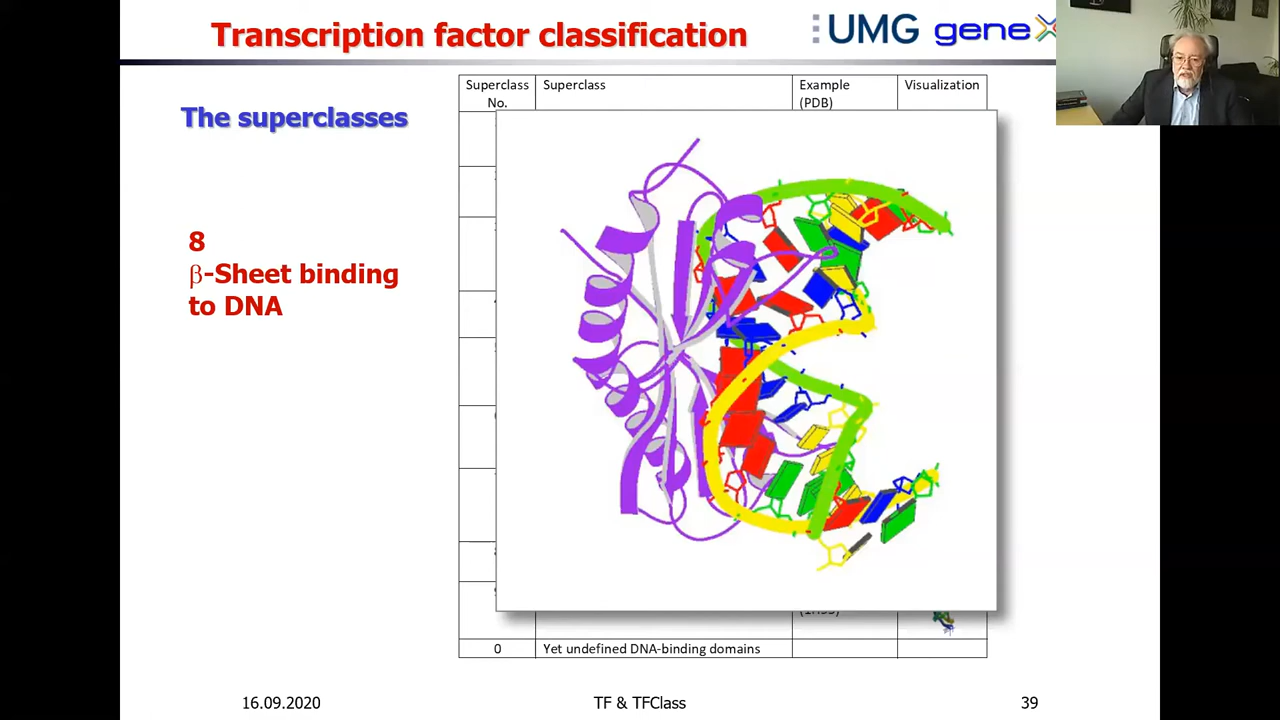 Transcription factor classification
UMG geneX
The superclasses
Superclass No.
Superclass
Example (PDB)
Visualization
8
β-Sheet binding
to DNA
0
Yet undefined DNA-binding domains
16.09.2020
TF & TFClass
39